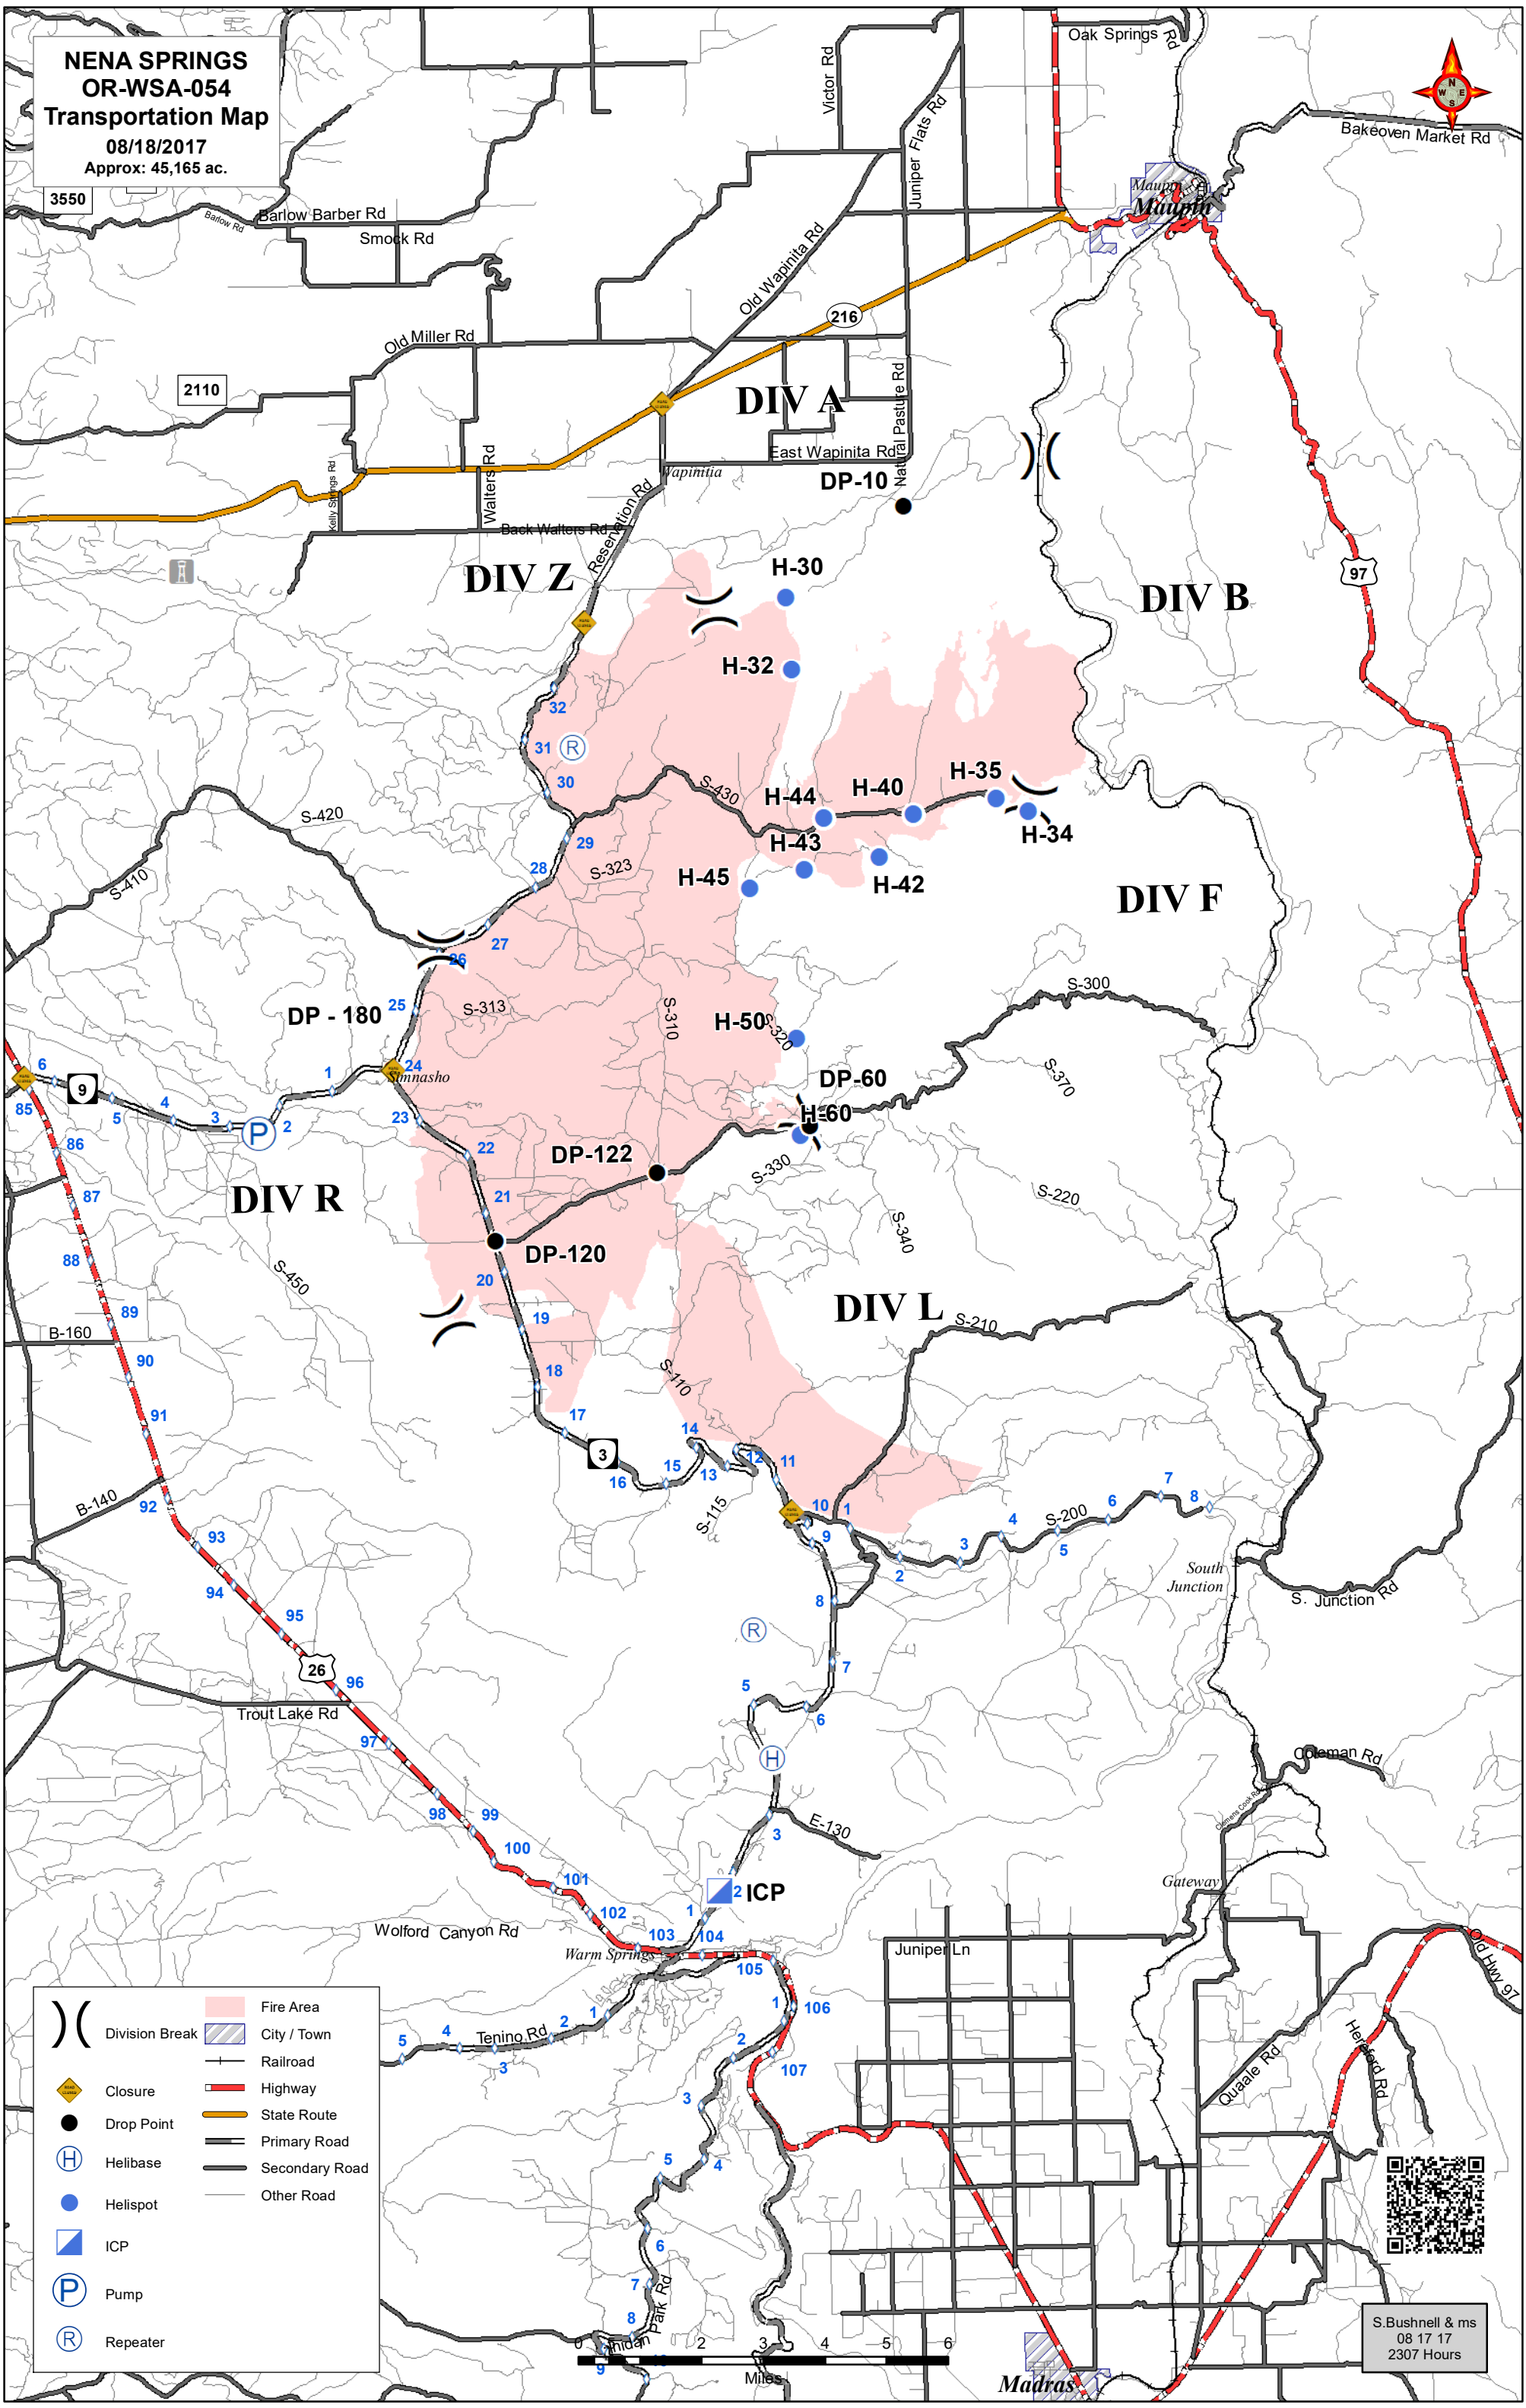 NENA SPRINGS
OR-WSA-054
Transportation Map
08/18/2017
Approx: 45,165 ac.
3550
Barlow Rd
Barlow Barber Rd
Smock Rd
Victor Rd
Juniper Flats Rd
Oak Springs Rd
N
W E
S
Bakeoven Market Rd
Maupin
Maupin
Old Wapinita Rd
216
Old Miller Rd
2110
DIV A
Natural Pasture Rd
East Wapinita Rd
Wapinitia
DP-10
Kelly Springs Rd
Walters Rd
Back Walters Rd
Reservation Rd
DIV Z
H-30
97
DIV B
H-32
32
31
R
30
29
28
27
26
25
24
S-430
H-44
H-40
H-35
H-34
H-43
H-42
H-45
S-420
S-410
S-323
DIV F
DP - 180
S-313
S-310
H-50
S-320
S-300
S-370
DP-60
H-60
Simnasho
6
9
5
4
3
P
2
1
23
22
21
20
19
18
17
DP-122
S-330
S-340
S-220
DIV R
DP-120
S-450
DIV L
S-210
85
86
87
88
89
B-160
90
91
92
B-140
93
94
95
26
96
Trout Lake Rd
97
98
99
100
101
102
103
104
105
106
107
S-110
3
16
15
14
13
12
11
10
9
8
7
6
5
S-115
1
2
3
4
5
6
7
8
S-200
South
Junction
S. Junction Rd
R
H
3
E-130
2
ICP
1
Coleman Rd
Clemens Cook Rd
Gateway
Wolford Canyon Rd
Warm Springs
Juniper Ln
Old Hwy 97
Hereford Rd
Quaale Rd
Tenino Rd
1
2
3
4
5
1
2
3
4
5
6
7
8
9
Park Rd
Madras
Division Break
Closure
Drop Point
H
Helibase
Helispot
ICP
P
Pump
R
Repeater
Fire Area
City / Town
Railroad
Highway
State Route
Primary Road
Secondary Road
Other Road
0 2 3 4 5 6
Miles
S.Bushnell & ms
08 17 17
2307 Hours